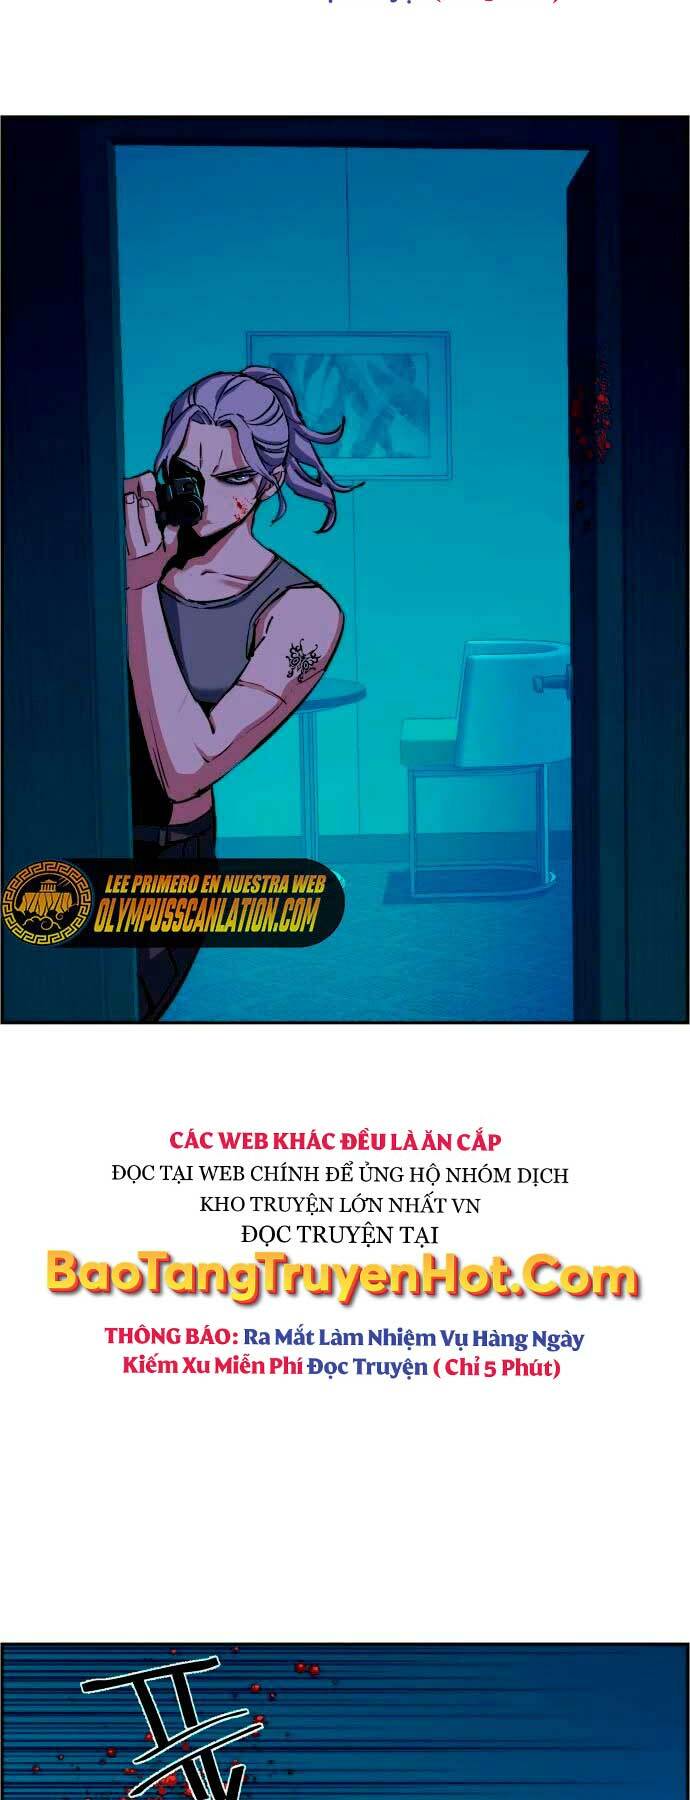 LEE PRIMERO EN NUESTRA WEB
OLYMPUSSCANLATION.COM
CÁC WEB KHÁC ĐỀU LÀ ĂN CẮP
ĐỌC TẠI WEB CHÍNH ĐỂ ỦNG HỘ NHÓM DỊCH
KHO TRUYỆN LỚN NHẤT VN
ĐỌC TRUYỆN TẠI
BaoTangTruyenHot.Com
THÔNG BÁO: Ra Mắt Làm Nhiệm Vụ Hàng Ngày
Kiếm Xu Miễn Phí Đọc Truyện ( Chỉ 5 Phút)